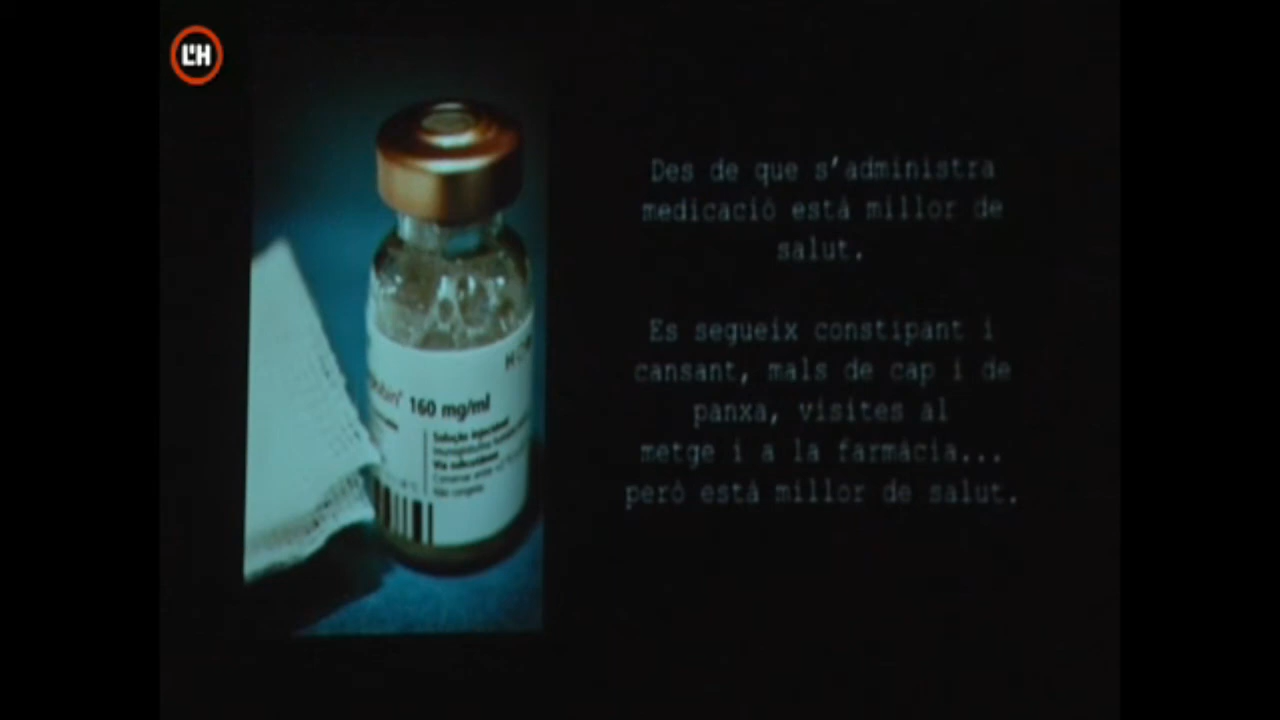 L'H
160 mg/ml
Des de que s'administra
medicació está millor de
salut.
Es segueix constipant i
cansant, mals de cap i de
panxa, visites al
metge i a la farmàcia...
peró está millor de salut.